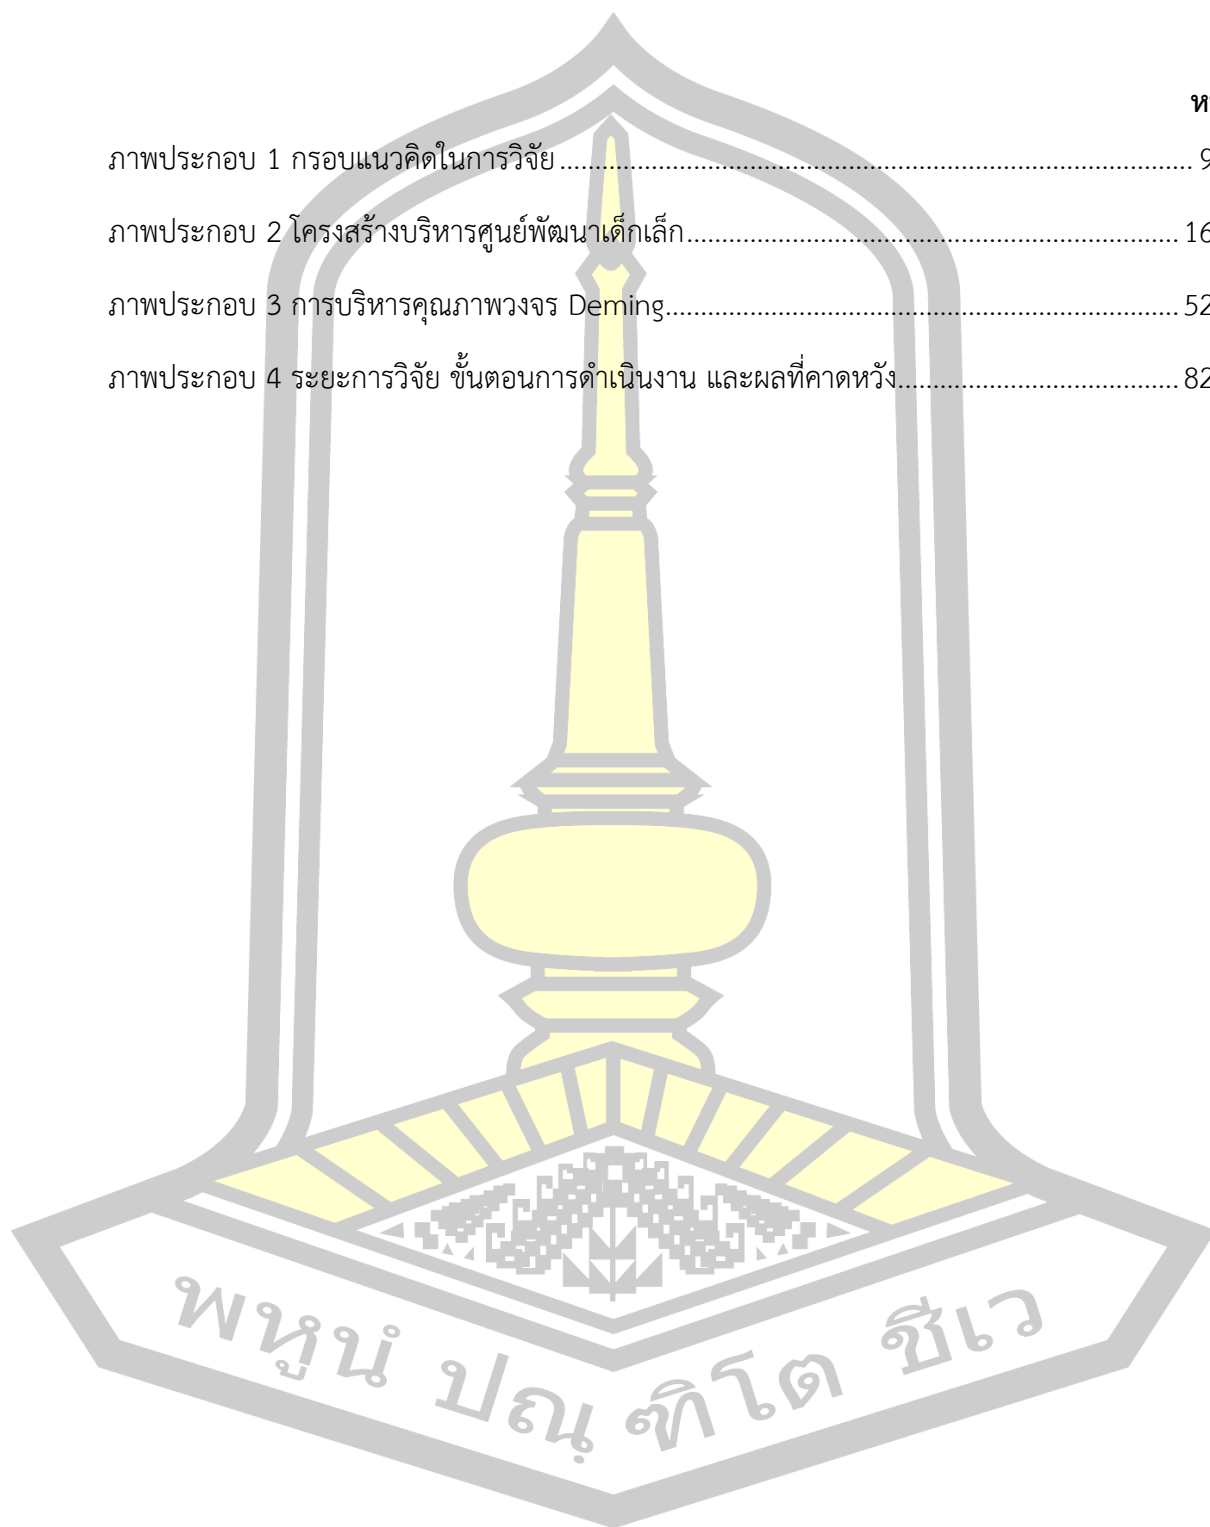 ห
ภาพประกอบ 1 กรอบแนวคิดในการวิจัย.......................................................................................... 9
ภาพประกอบ 2 โครงสร้างบริหารศูนย์พัฒนาเด็กเล็ก...................................................................... 16
ภาพประกอบ 3 การบริหารคุณภาพวงจร Deming......................................................................... 52
ภาพประกอบ 4 ระยะการวิจัย ขั้นตอนการดำเนินงาน และผลที่คาดหวัง........................................ 82
พหูนํ ปณฺ ฑิโต ชีเว